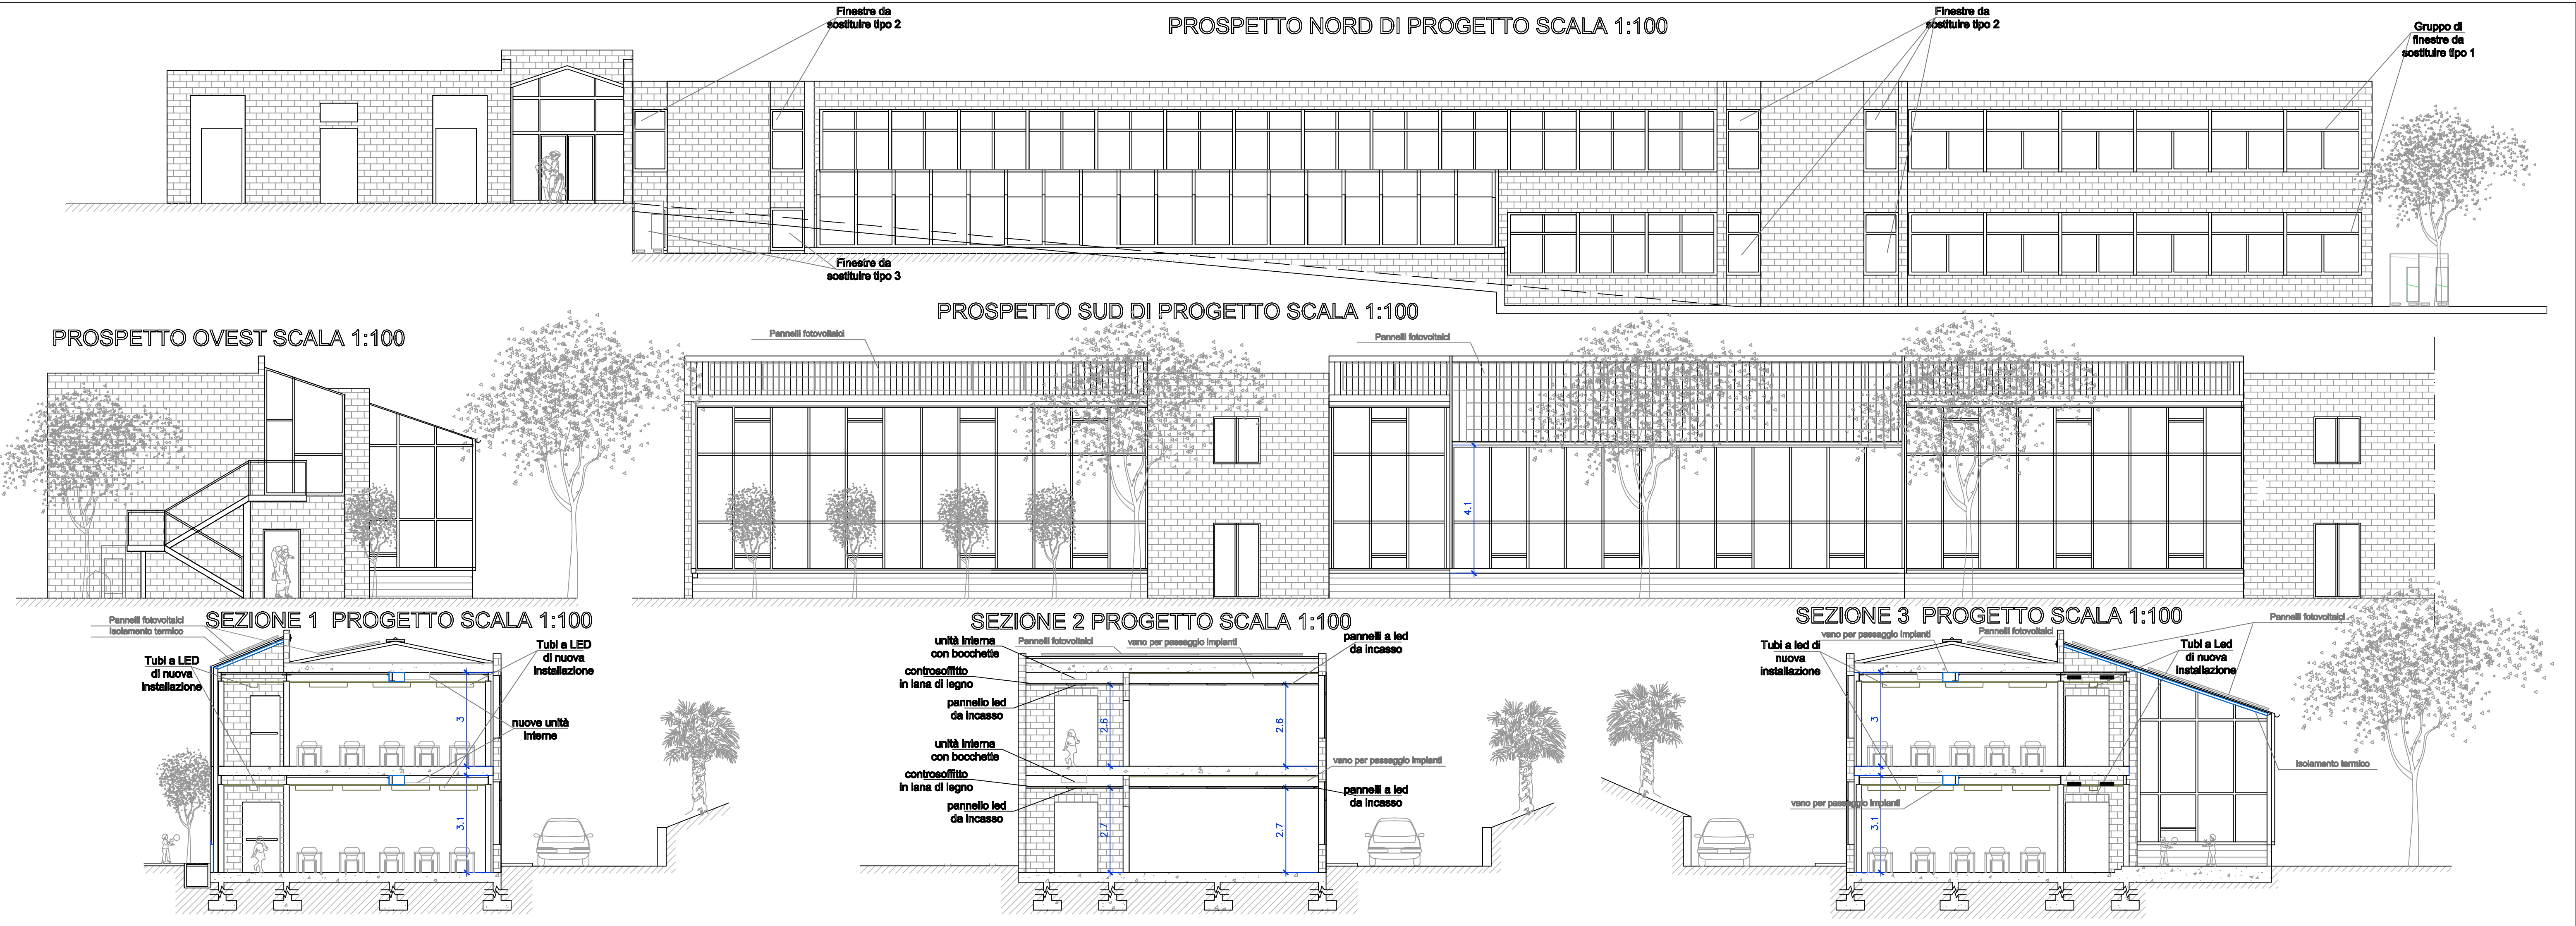 PROSPETTO NORD DI PROGETTO SCALA 1:100
Finestre da
sostituire tipo 2
Finestre da
sostituire tipo 2
Gruppo di
finestre da
sostituire tipo 1
Finestre da
sostituire tipo 3
PROSPETTO OVEST SCALA 1:100
PROSPETTO SUD DI PROGETTO SCALA 1:100
Pannelli fotovoltaici
Pannelli fotovoltaici
4.1
SEZIONE 1 PROGETTO SCALA 1:100
Pannelli fotovoltaici
Isolamento termico
Tubi a LED
di nuova
installazione
Tubi a LED
di nuova
installazione
nuove unità
interne
3
3.1
SEZIONE 2 PROGETTO SCALA 1:100
unità interna
con bocchette
Pannelli fotovoltaici
vano per passaggio impianti
pannelli a led
da incasso
controsoffitto
in lana di legno
pannello led
da incasso
2.6
2.6
unità interna
con bocchette
vano per passaggio impianti
controsoffitto
in lana di legno
pannelli a led
da incasso
pannello led
da incasso
2.7
2.7
SEZIONE 3 PROGETTO SCALA 1:100
Pannelli fotovoltaici
vano per passaggio impianti
Pannelli fotovoltaici
Tubi a led di
nuova
installazione
Tubi a Led
di nuova
installazione
3
isolamento termico
vano per passaggio impianti
3.1